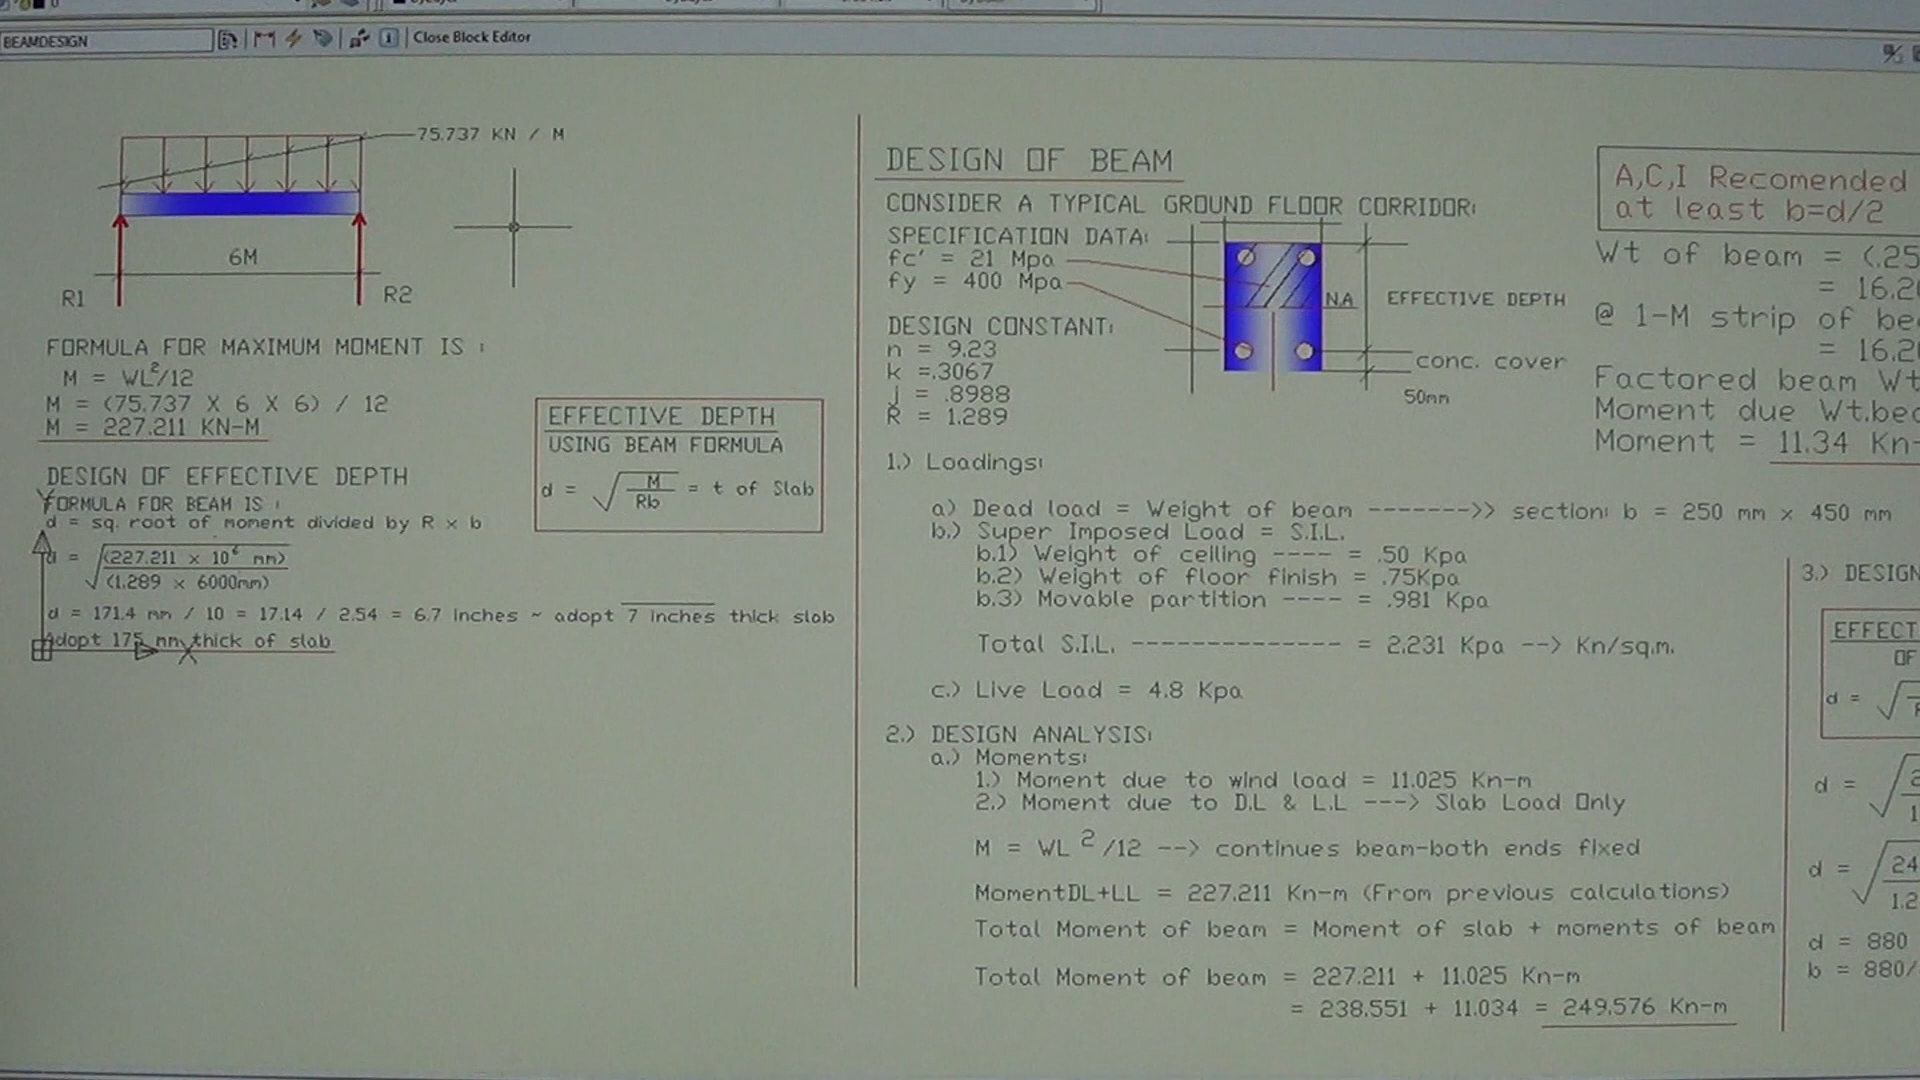 BEAMDESIGN
Close Block Editor
75.737 KN / M
6M
R1
R2
FORMULA FOR MAXIMUM MOMENT IS :
M = WL²/12
M = (75.737 X 6 X 6) / 12
M = 227.211 KN-M
DESIGN OF EFFECTIVE DEPTH
FORMULA FOR BEAM IS :
d = sq. root of moment divided by R x b
d = √(227.211 x 10⁶ mm)
(1.289 x 6000mm)
d = 171.4 mm / 10 = 17.14 / 2.54 = 6.7 inches ~ adopt 7 inches thick slab
Adopt 175 mm thick of slab
Y
X
EFFECTIVE DEPTH
USING BEAM FORMULA
d = √ M = t of Slab
Rb
DESIGN OF BEAM
CONSIDER A TYPICAL GROUND FLOOR CORRIDOR:
SPECIFICATION DATA:
fc' = 21 Mpa
fy = 400 Mpa
DESIGN CONSTANT:
n = 9.23
k =.3067
j = .8988
R = 1.289
N.A
EFFECTIVE DEPTH
conc. cover
50mm
1.) Loadings:
a) Dead load = Weight of beam ------->> section: b = 250 mm x 450 mm
b.) Super Imposed Load = S.I.L.
b.1) Weight of ceiling ---- = .50 Kpa
b.2) Weight of floor finish = .75Kpa
b.3) Movable partition ---- = .981 Kpa
Total S.I.L. -------------- = 2.231 Kpa --> Kn/sq.m.
c.) Live Load = 4.8 Kpa
2.) DESIGN ANALYSIS:
a.) Moments:
1.) Moment due to wind load = 11.025 Kn-m
2.) Moment due to D.L & L.L ---> Slab Load Only
M = WL 2 /12 --> continues beam-both ends fixed
MomentDL+LL = 227.211 Kn-m (From previous calculations)
Total Moment of beam = Moment of slab + moments of beam
Total Moment of beam = 227.211 + 11.025 Kn-m
= 238.551 + 11.034 = 249.576 Kn-m
A,C,I Recomended
at least b=d/2
Wt of beam = (.25
= 16.2
@ 1-M strip of be
= 16.2
Factored beam Wt
Moment due Wt.bea
Moment = 11.34 Kn-
3.) DESIGN
EFFECT
OF
d = √
d = √2
1
d = √24
1.2
d = 880
b = 880/